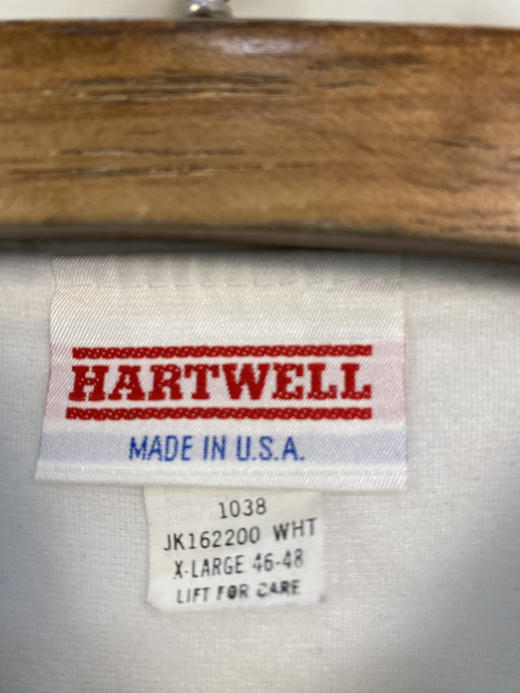 HARTWELL
MADE IN U.S.A.
1038
JK162200 WHT
X-LARGE 46-48
LIFT FOR CARE